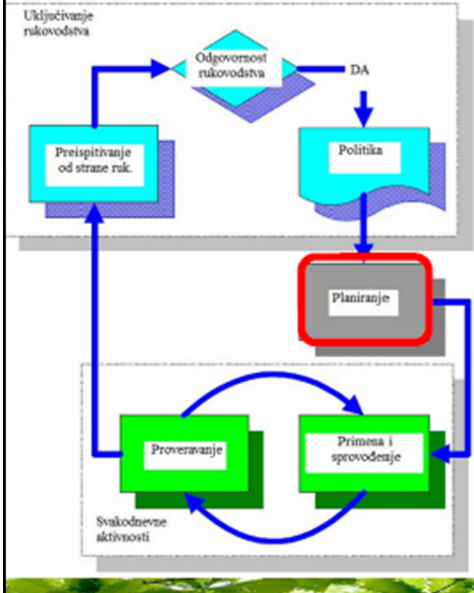 Uključivanje
rukovodstva
Odgovornost
rukovodstva
DA
Preispitivanje
od strane ruk.
Politika
Planiranje
Proveravanje
Primena i
sprovođenje
Svakodnevne
aktivnosti